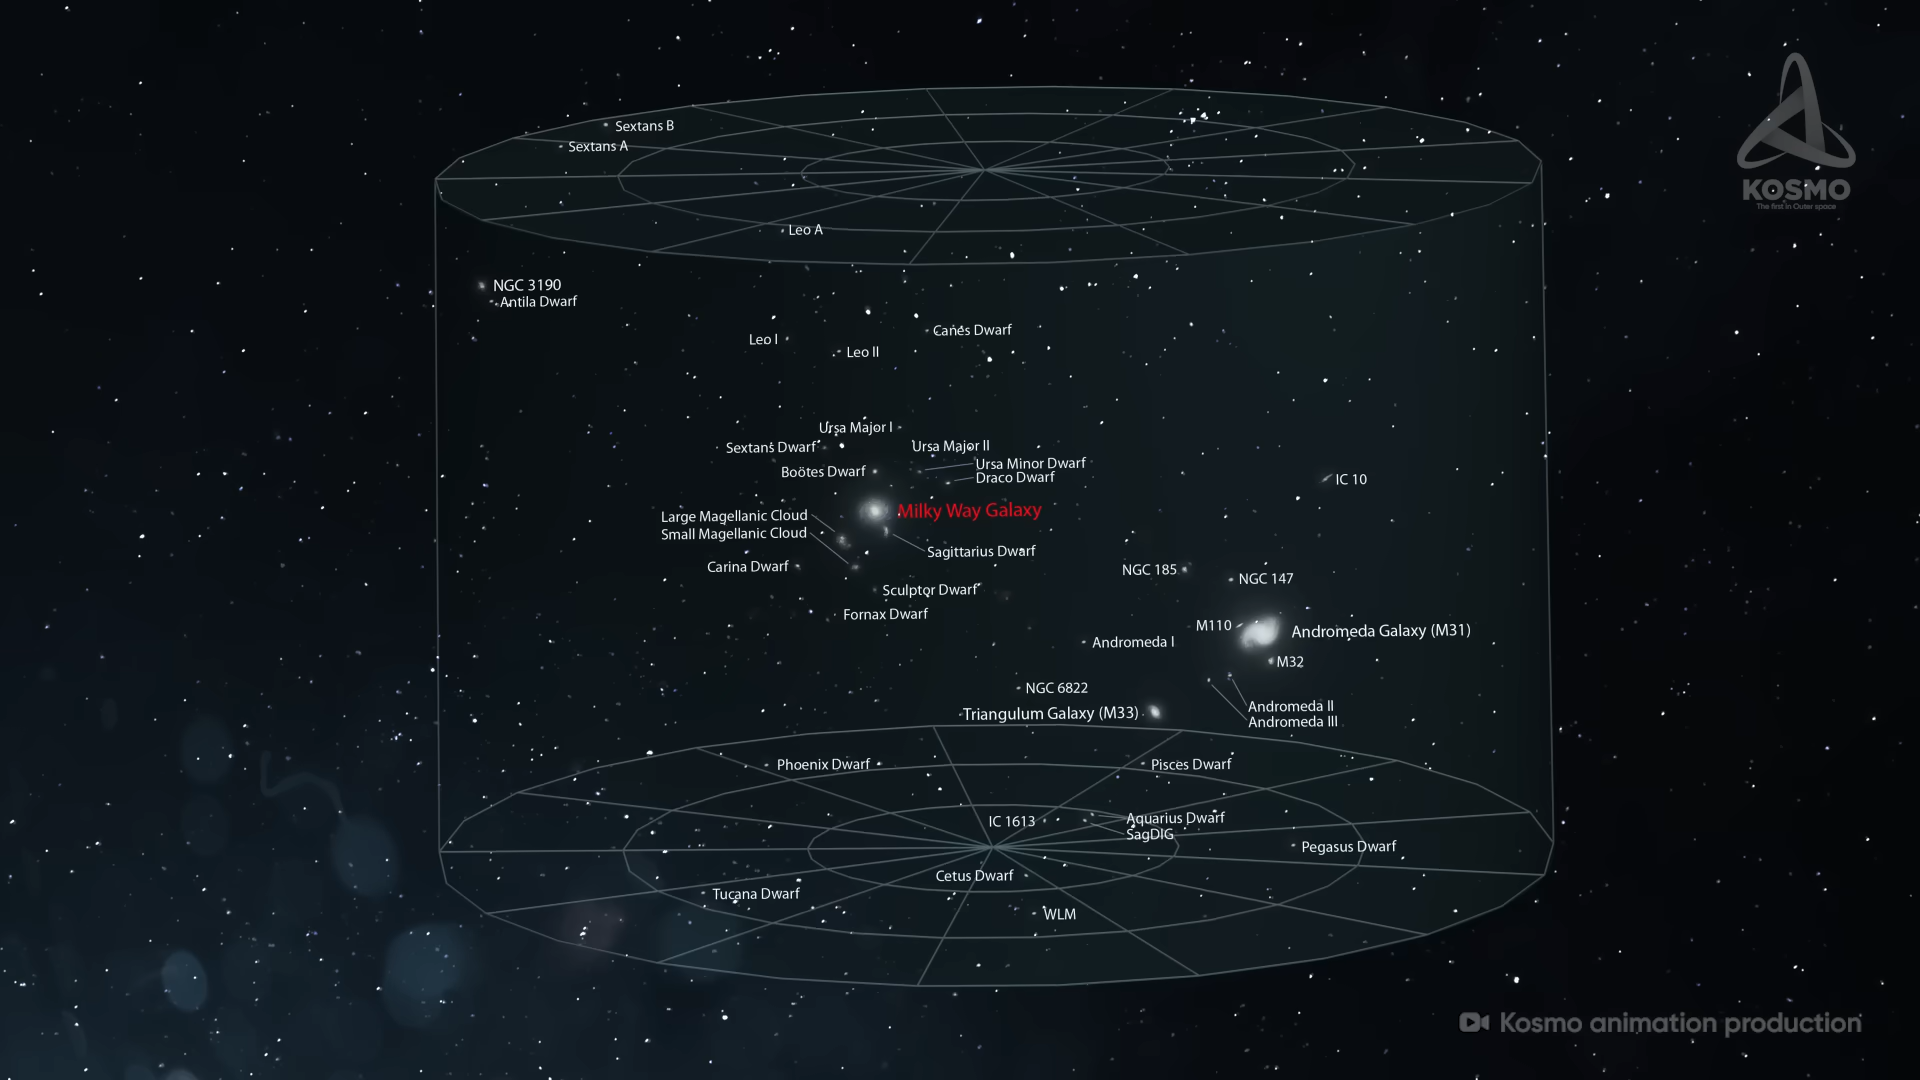 Sextans B
Sextans A
KOSMO
The first in Outer space
Leo A
NGC 3190
Antila Dwarf
Canes Dwarf
Leo I
Leo II
Ursa Major I
Sextans Dwarf
Ursa Major II
Boötes Dwarf
Ursa Minor Dwarf
Draco Dwarf
IC 10
Milky Way Galaxy
Large Magellanic Cloud
Small Magellanic Cloud
Sagittarius Dwarf
Carina Dwarf
NGC 185
NGC 147
Sculptor Dwarf
Fornax Dwarf
M110
Andromeda Galaxy (M31)
Andromeda I
M32
NGC 6822
Andromeda II
Triangulum Galaxy (M33)
Andromeda III
Phoenix Dwarf
Pisces Dwarf
IC 1613
Aquarius Dwarf
SagDIG
Pegasus Dwarf
Cetus Dwarf
Tucana Dwarf
WLM
Kosmo animation production